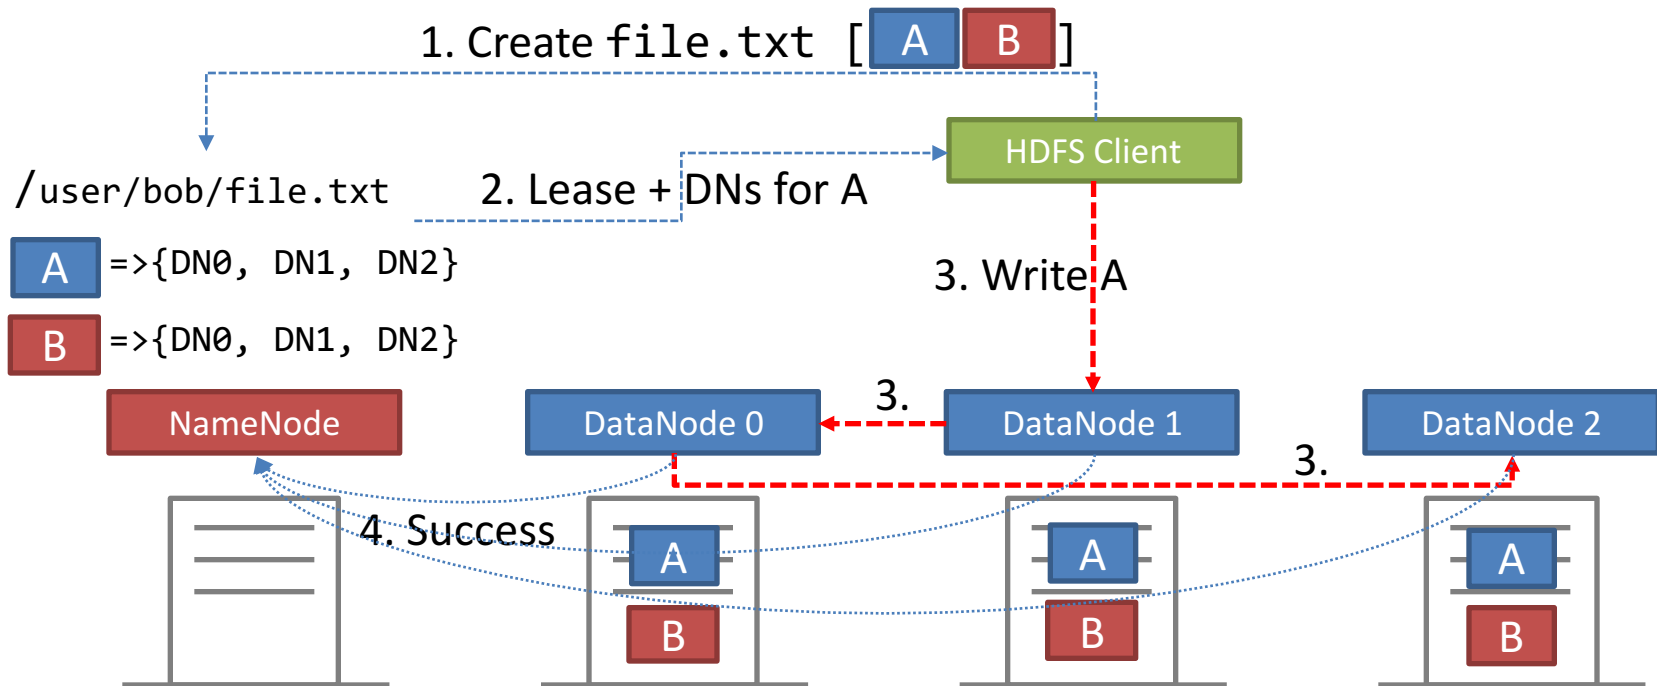 1. Create file.txt [ A B ]
HDFS Client
/user/bob/file.txt
2. Lease + DNs for A
A =>{DN0, DN1, DN2}
3. Write A
B =>{DN0, DN1, DN2}
NameNode
DataNode 0
3.
DataNode 1
DataNode 2
3.
4. Success
A
A
A
B
B
B